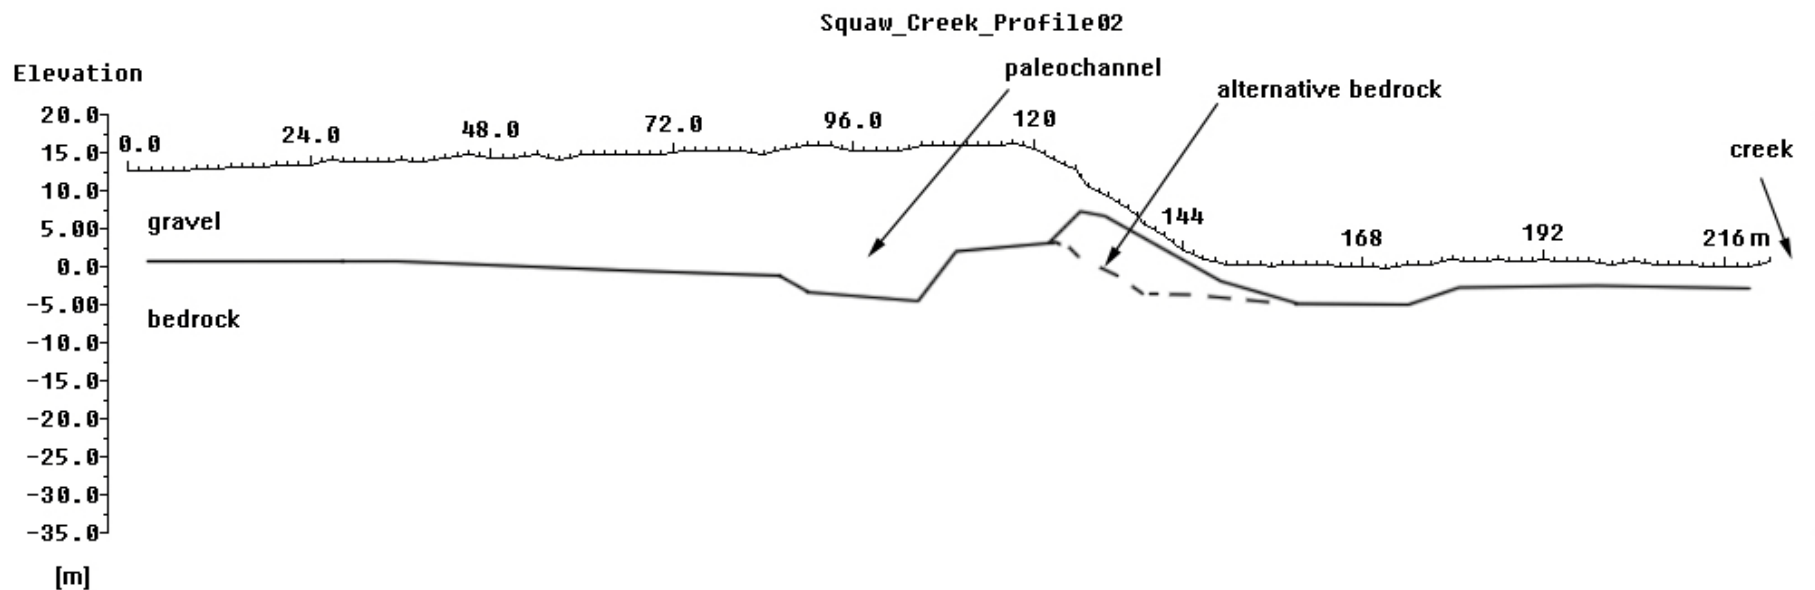 Squaw_Creek_Profile02
Elevation
paleochannel
alternative bedrock
creek
0.0
24.0
48.0
72.0
96.0
120
144
168
192
216 m
20.0
15.0
10.0
5.00
0.0
-5.00
-10.0
-15.0
-20.0
-25.0
-30.0
-35.0
[m]
gravel
bedrock